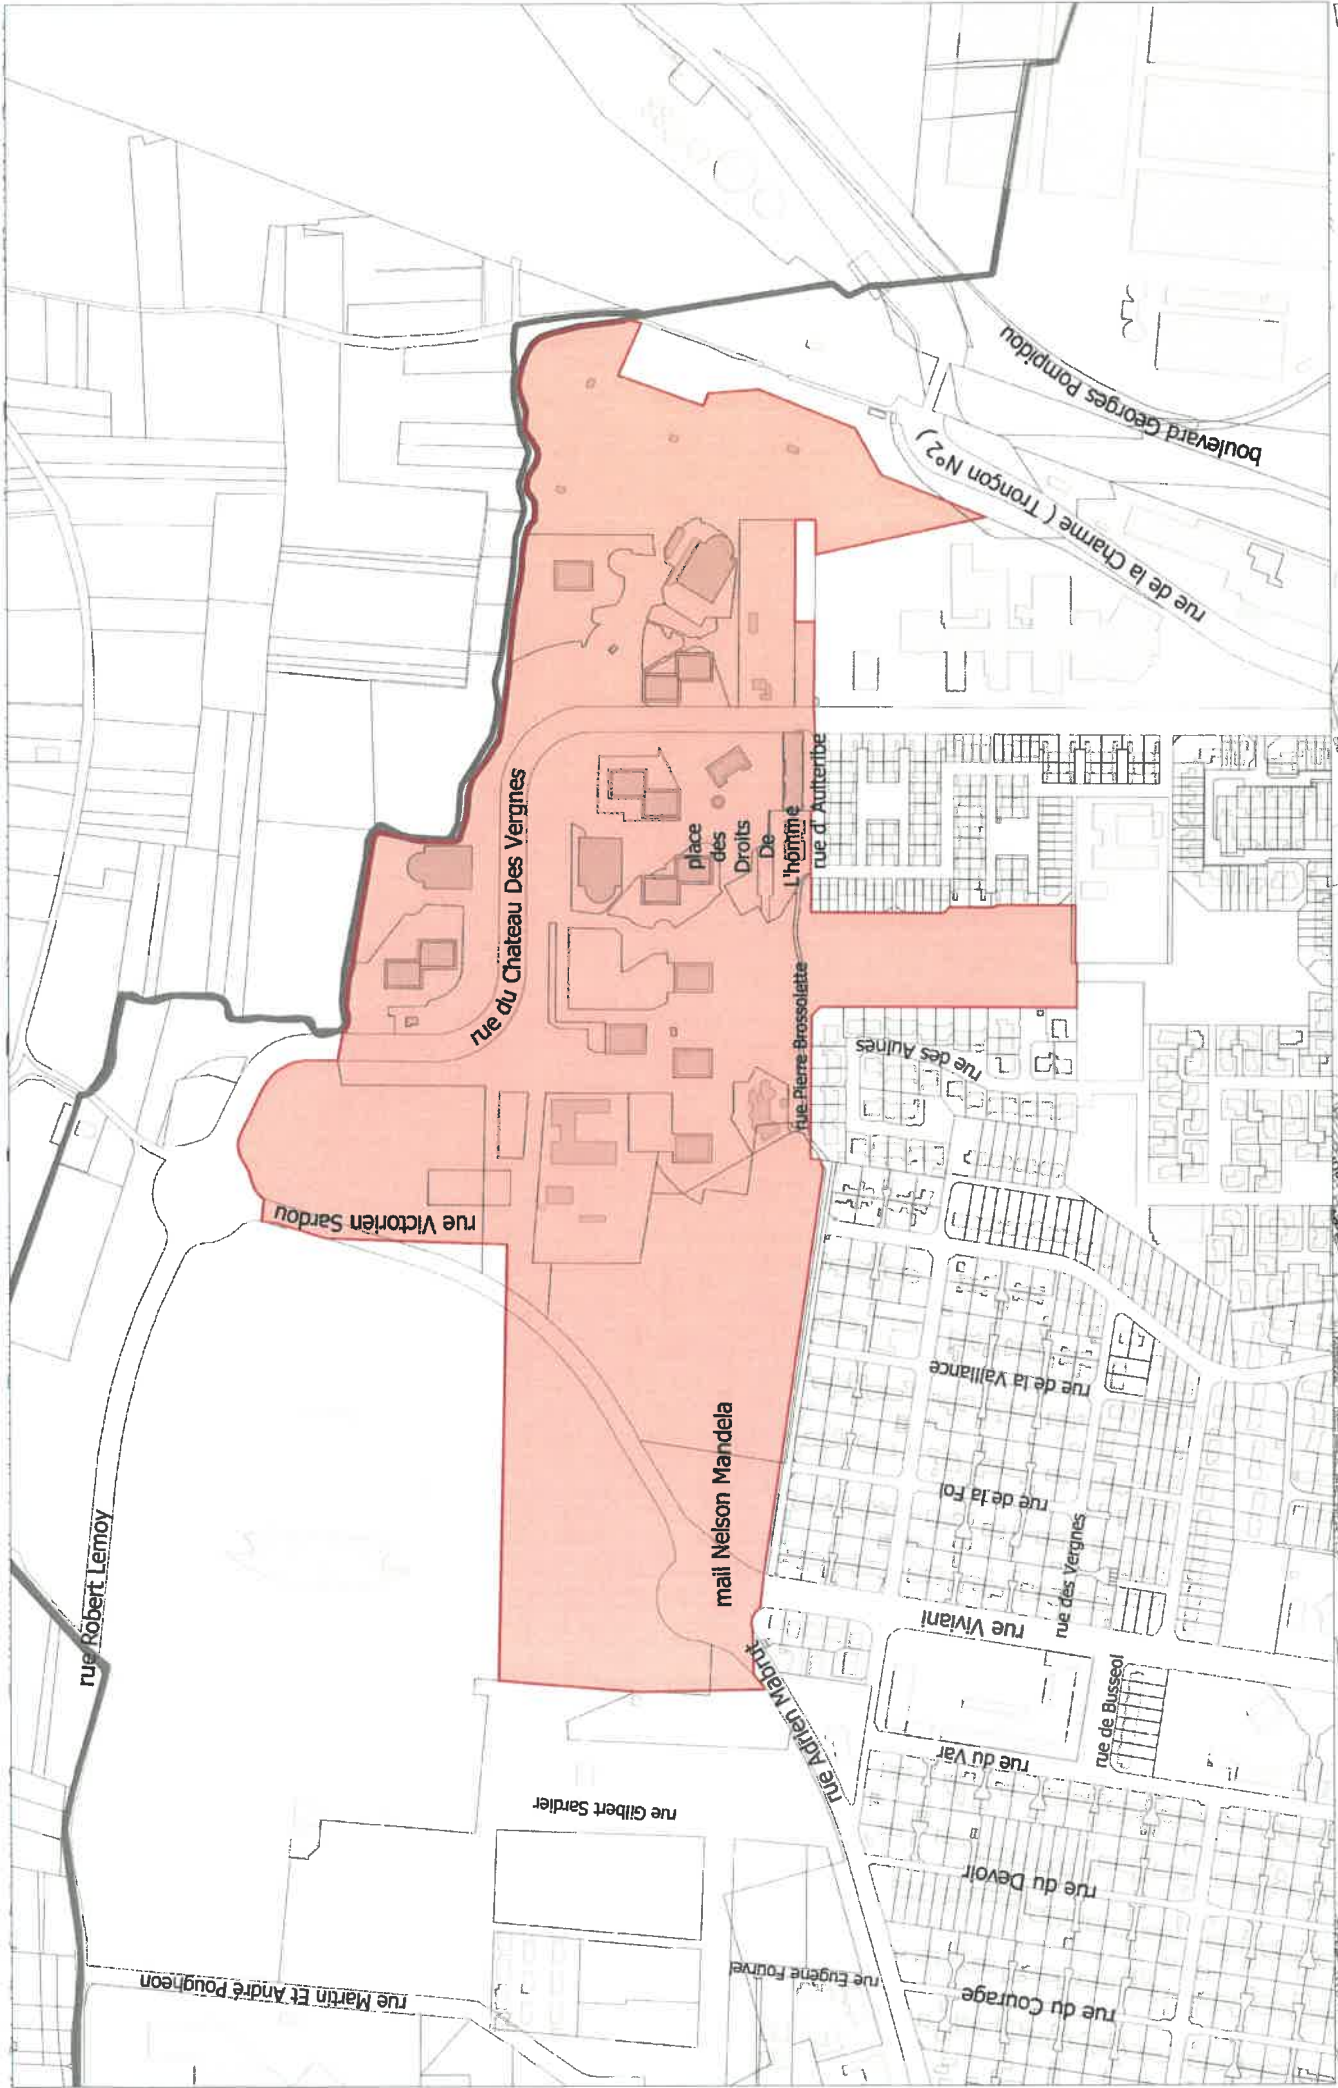 boulevard Georges Pompidou
rue de la Charme ( Tronçon N°2 )
rue du Chateau Des Vergnes
place
des
Droits
De
L'homme
rue d' Aulteribe
rue Pierre Brossolette
rue des Aulnes
rue Victorien Sardou
rue de la Vaillance
mail Nelson Mandela
rue de la Foi
rue des Vergnes
rue Robert Lemoy
rue Viviani
rue Adrien Mabrut
rue de Busseol
rue du Var
rue Gilbert Sardier
rue du Devoir
rue Eugène Fourvel
rue Martin Et André Pougheon
rue du Courage